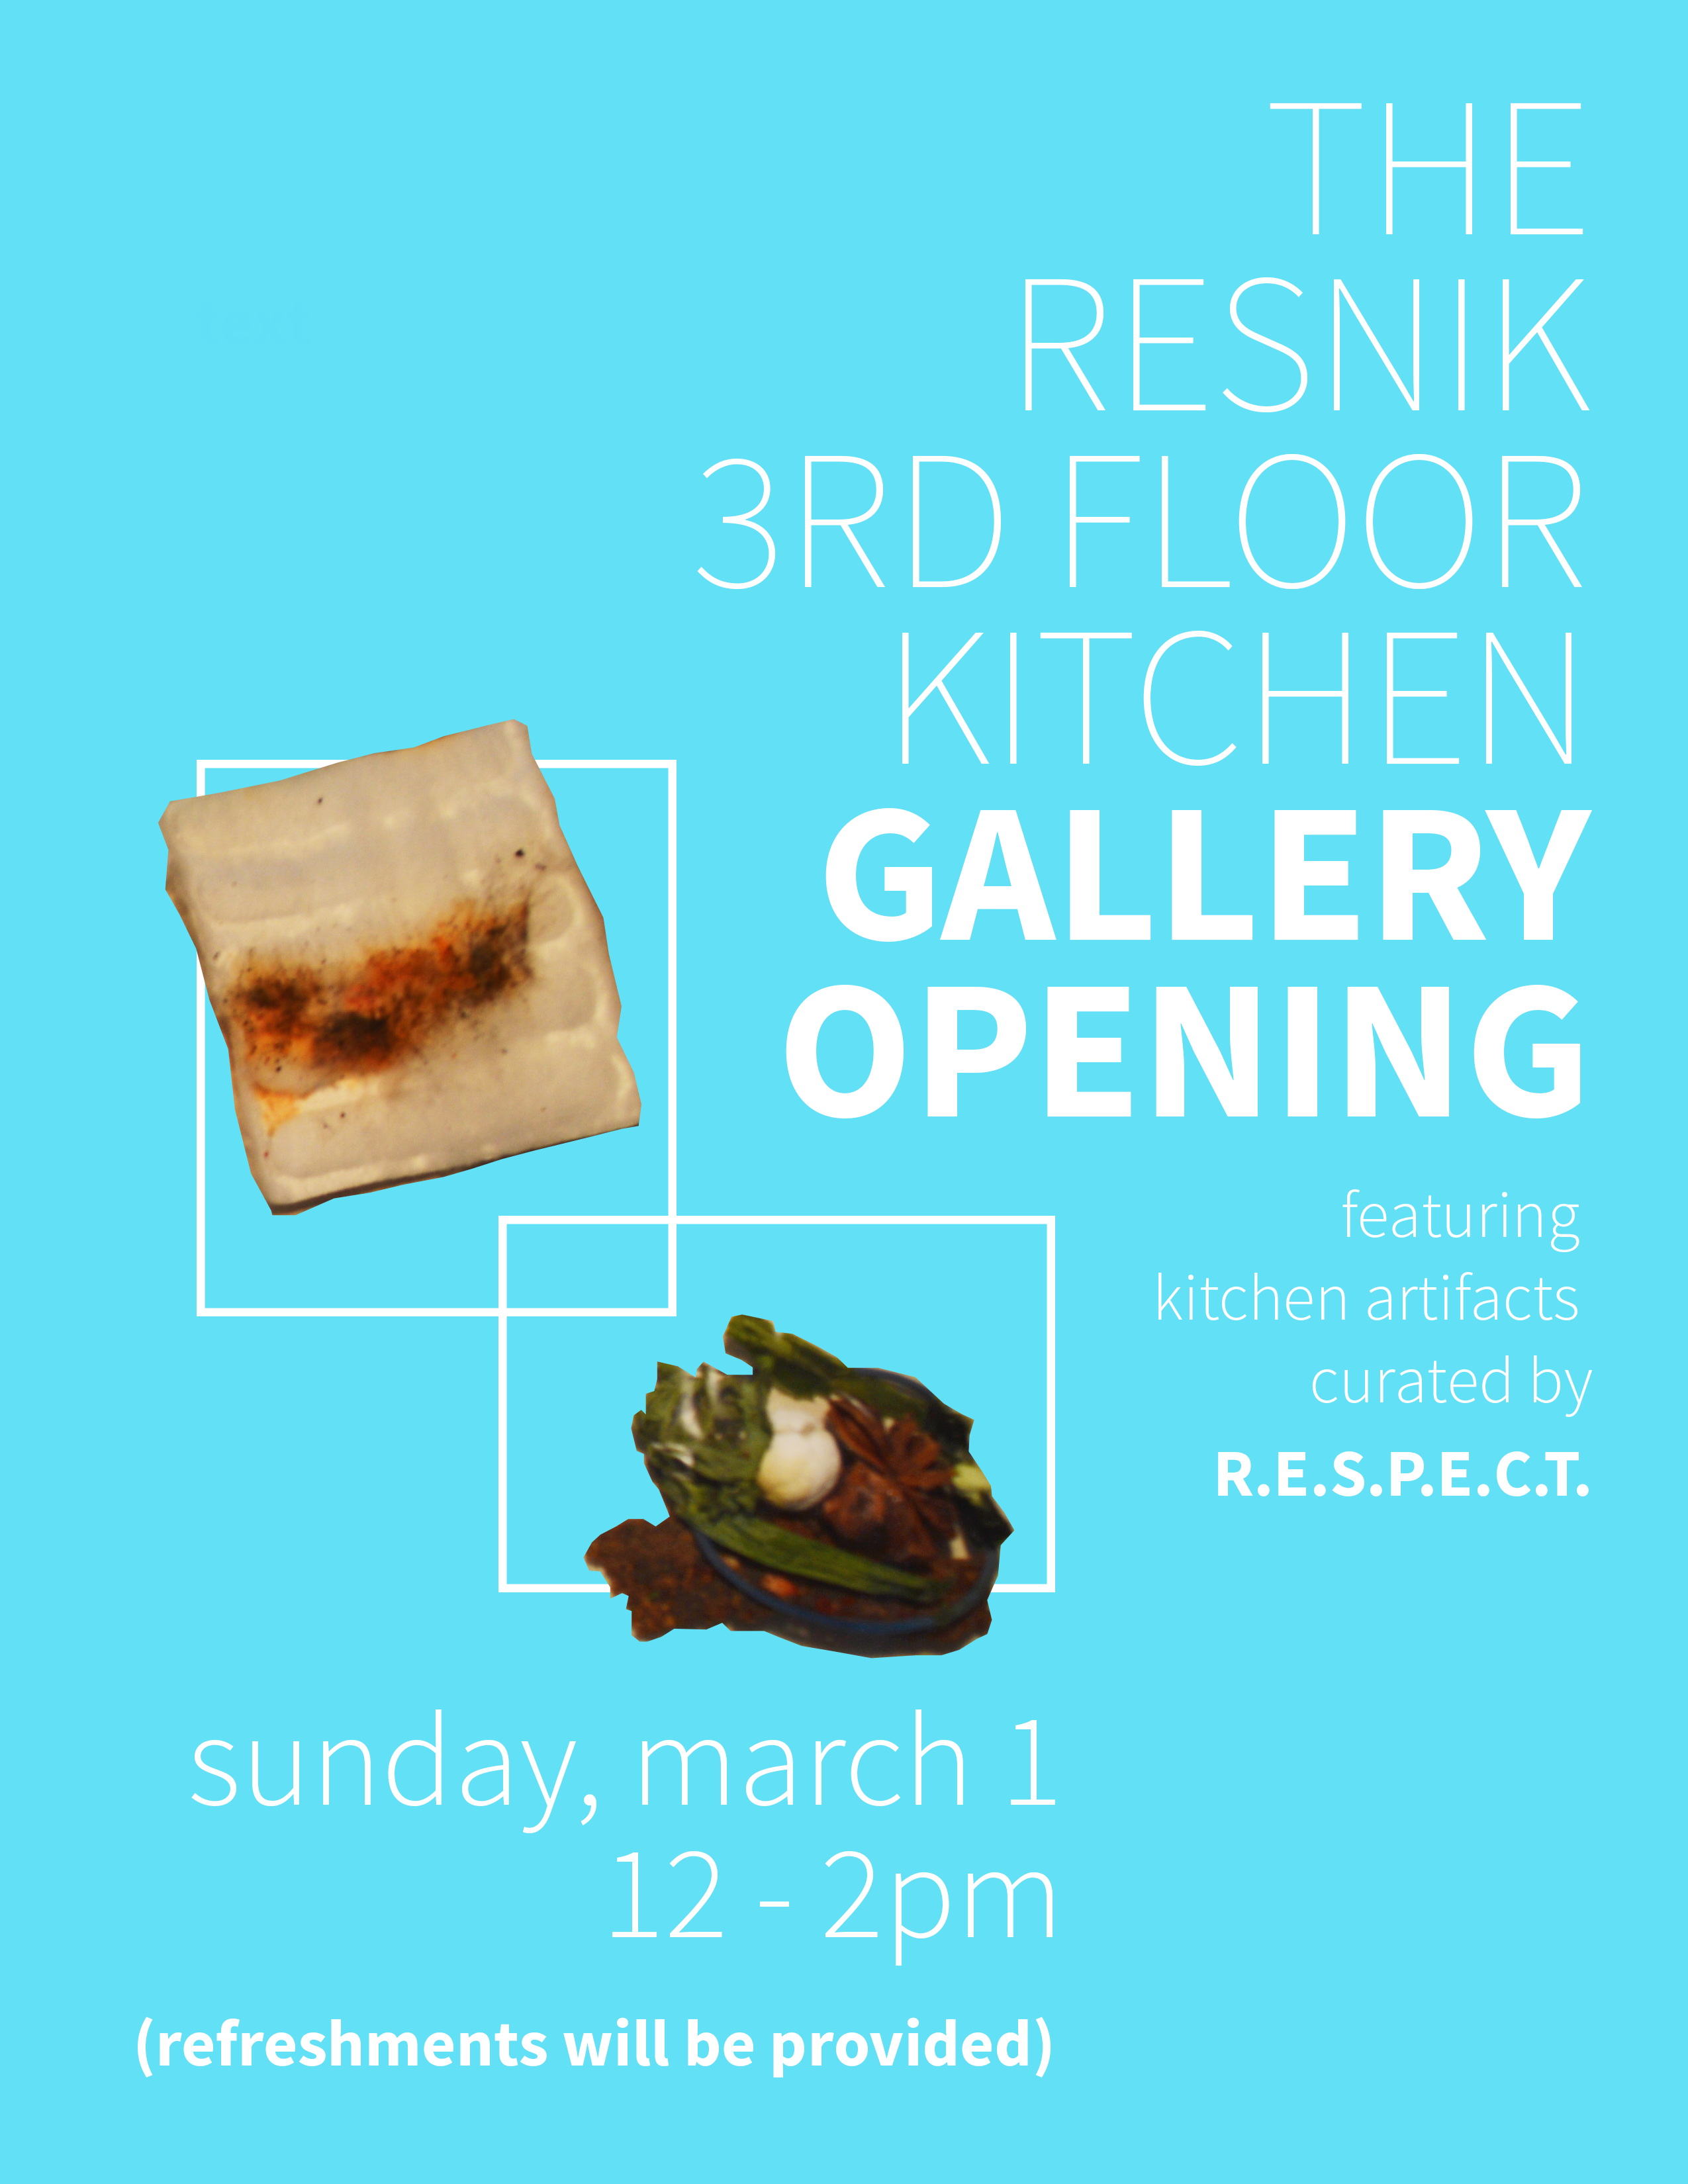 THE
RESNIK
3RD FLOOR
KITCHEN
GALLERY
OPENING
featuring
kitchen artifacts
curated by
R.E.S.P.E.C.T.
sunday, march 1
12 - 2pm
(refreshments will be provided)